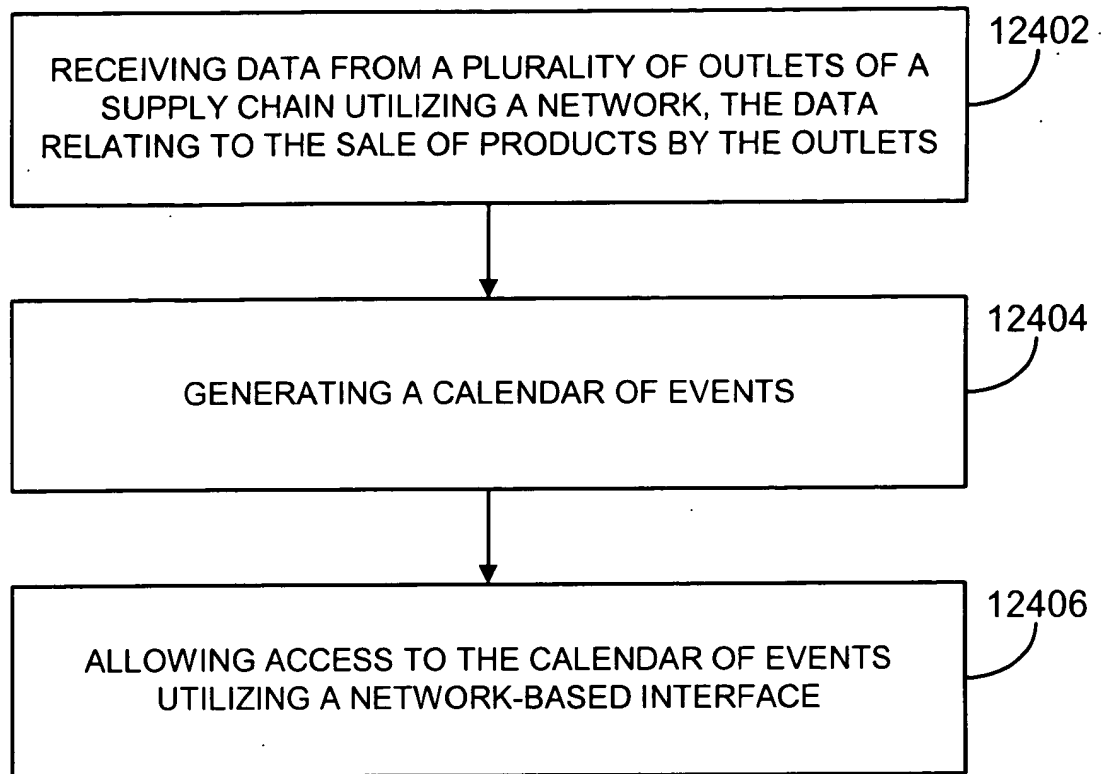 12402
RECEIVING DATA FROM A PLURALITY OF OUTLETS OF A
SUPPLY CHAIN UTILIZING A NETWORK, THE DATA
RELATING TO THE SALE OF PRODUCTS BY THE OUTLETS
12404
GENERATING A CALENDAR OF EVENTS
12406
ALLOWING ACCESS TO THE CALENDAR OF EVENTS
UTILIZING A NETWORK-BASED INTERFACE